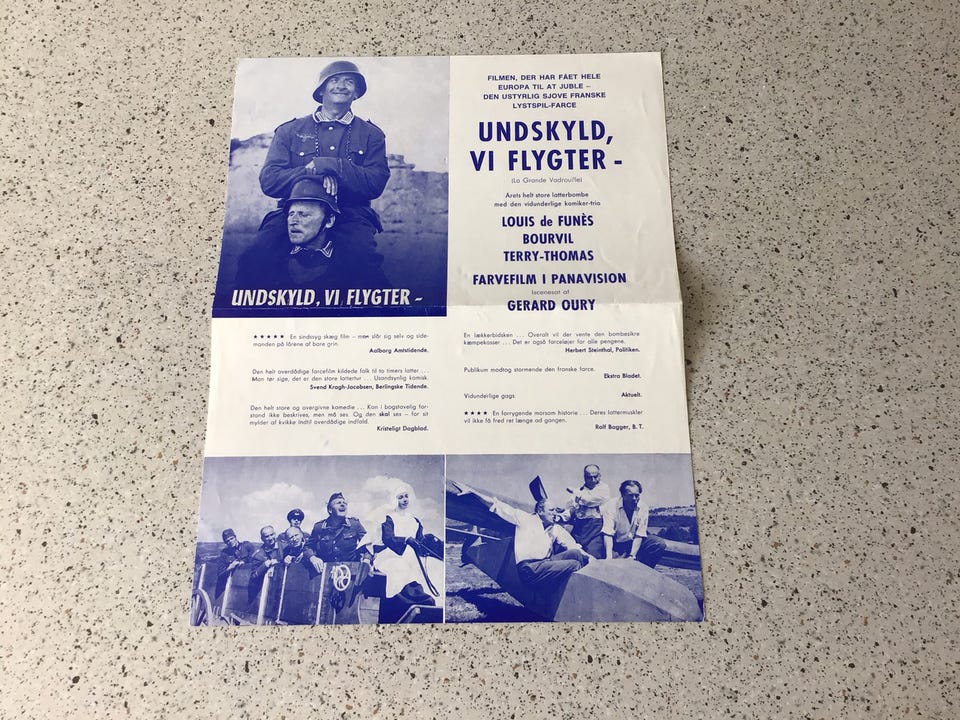 UNDSKYLD, VI FLYGTER -
FILMEN, DER HAR FÅET HELE
EUROPA TIL AT JUBLE –
DEN USTYRLIG SJOVE FRANSKE
LYSTSPIL-FARCE
UNDSKYLD,
VI FLYGTER -
(La Grande Vadrouille)
Årets helt store latterbombe
med den vidunderlige komiker-trio
LOUIS de FUNÈS
BOURVIL
TERRY-THOMAS
FARVEFILM I PANAVISION
Iscenesat af
GERARD OURY
★★★★★ En sindssyg skæg film – man slår sig selv og side-
manden på lårene af bare grin.
Aalborg Amtstidende.
Den helt overdådige farcefilm kildede folk til to timers latter . . .
Man tør sige, det er den store lattertur . . . Usandsynlig komisk.
Svend Kragh-Jacobsen, Berlingske Tidende.
Den helt store og overgivne komedie . . . Kan i bogstavelig for-
stand ikke beskrives, men må ses. Og den skal ses – for sit
mylder af kvikke indtil overdådige indfald.
Kristeligt Dagblad.
En lækkerbidsken . . . Overalt vil der vente den bombesikre
kæmpekasser . . . Det er også farceløjer for alle pengene.
Herbert Steinthal, Politiken.
Publikum modtog stormende den franske farce.
Ekstra Bladet.
Vidunderlige gags
Aktuelt.
★★★★ En forrygende morsom historie . . . Deres lattermuskler
vil ikke få fred ret længe ad gangen.
Rolf Bagger, B. T.